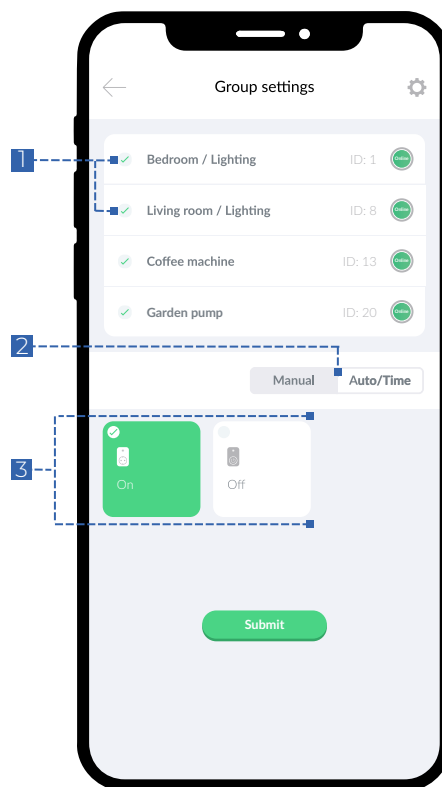 Group settings
1
Bedroom / Lighting ID: 1 Online
Living room / Lighting ID: 8 Online
Coffee machine ID: 13 Online
Garden pump ID: 20 Online
2
Manual Auto/Time
3
On Off
Submit